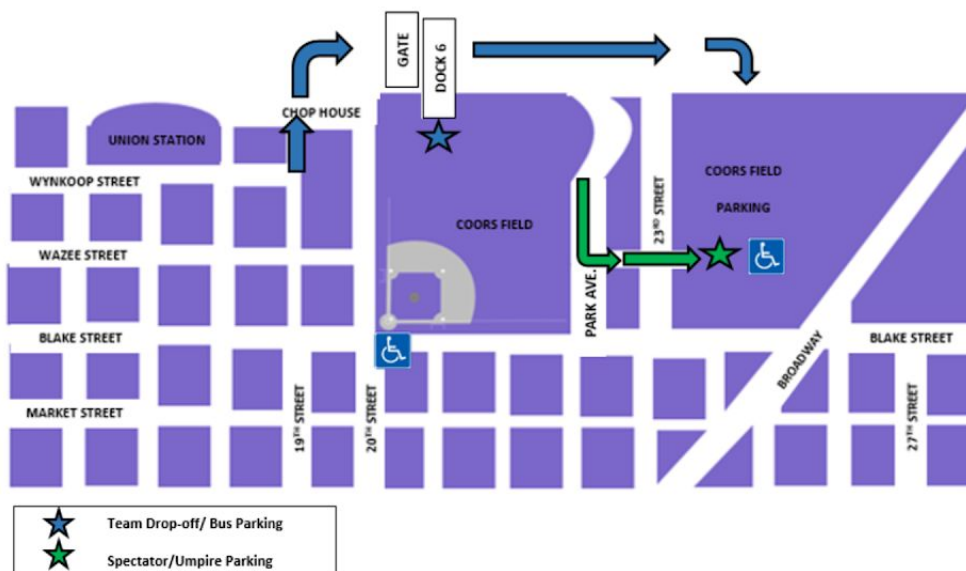 GATE
DOCK 6
CHOP HOUSE
UNION STATION
WYNKOOP STREET
COORS FIELD
PARKING
23RD STREET
COORS FIELD
WAZEE STREET
PARK AVE.
BLAKE STREET
BLAKE STREET
BROADWAY
MARKET STREET
19TH STREET
20TH STREET
27TH STREET
Team Drop-off/ Bus Parking
Spectator/Umpire Parking